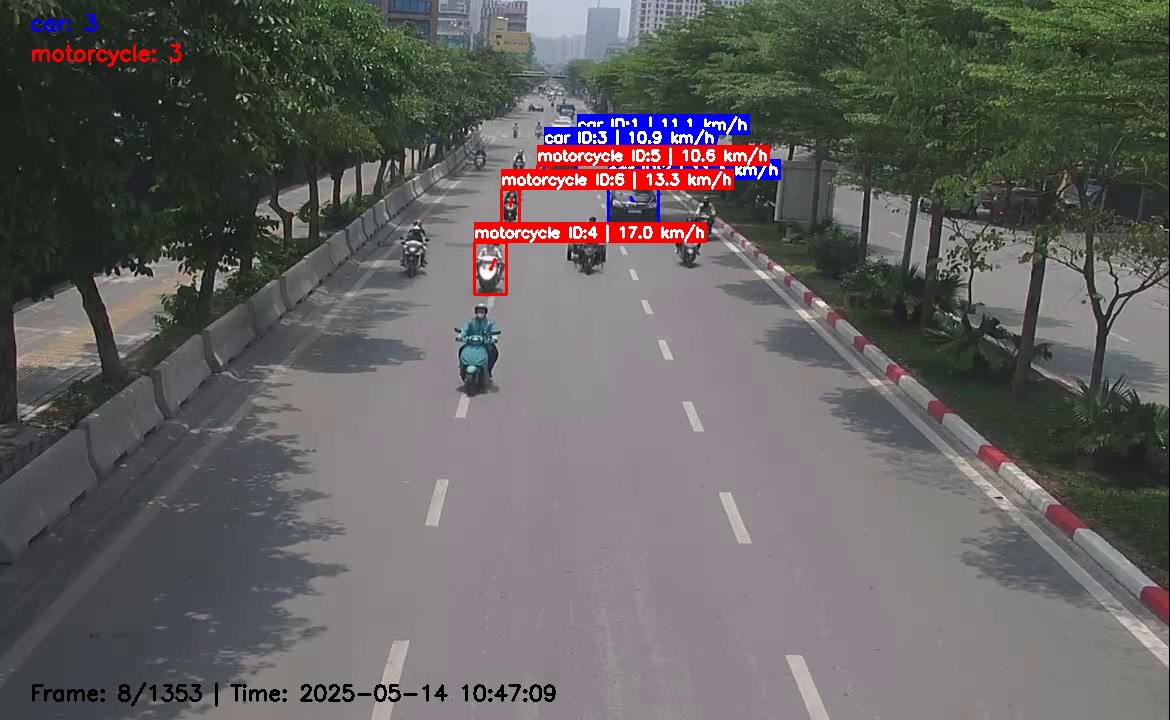 car: 3
motorcycle: 3
car ID:1 | 11.1 km/h
car ID:3 | 10.9 km/h
motorcycle ID:5 | 10.6 km/h
km/h
motorcycle ID:6 | 13.3 km/h
motorcycle ID:4 | 17.0 km/h
Frame: 8/1353 | Time: 2025-05-14 10:47:09